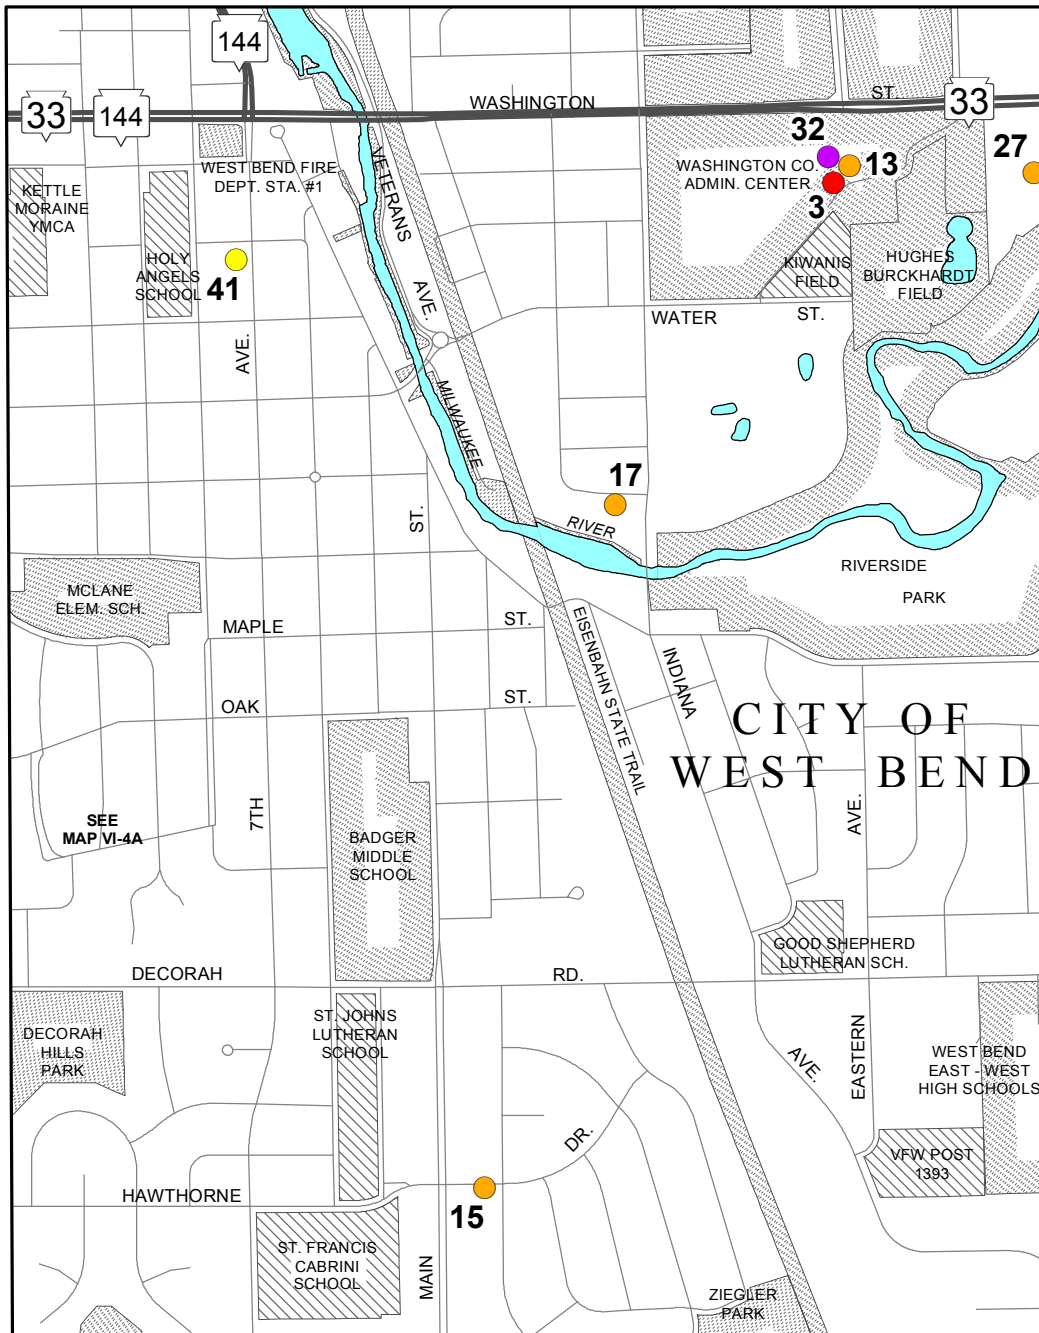 144
33
144
WASHINGTON
ST.
33
32
13
27
3
WASHINGTON CO.
ADMIN. CENTER
WEST BEND FIRE
DEPT. STA. #1
VETERANS
AVE.
KETTLE
MORAINE
YMCA
HOLY
ANGELS
SCHOOL
41
AVE.
KIWANIS
FIELD
HUGHES
BURCKHARDT
FIELD
WATER
ST.
MILWAUKEE
RIVER
17
ST.
RIVERSIDE
PARK
MCLANE
ELEM. SCH.
MAPLE
ST.
EISENBAHN STATE TRAIL
INDIANA
OAK
ST.
CITY OF
WEST BEND
SEE
MAP VI-4A
7TH
AVE.
BADGER
MIDDLE
SCHOOL
GOOD SHEPHERD
LUTHERAN SCH.
DECORAH
RD.
DECORAH
HILLS
PARK
ST. JOHNS
LUTHERAN
SCHOOL
AVE.
EASTERN
WEST BEND
EAST - WEST
HIGH SCHOOLS
DR.
VFW POST
1393
HAWTHORNE
15
ST. FRANCIS
CABRINI
SCHOOL
MAIN
ZIEGLER
PARK